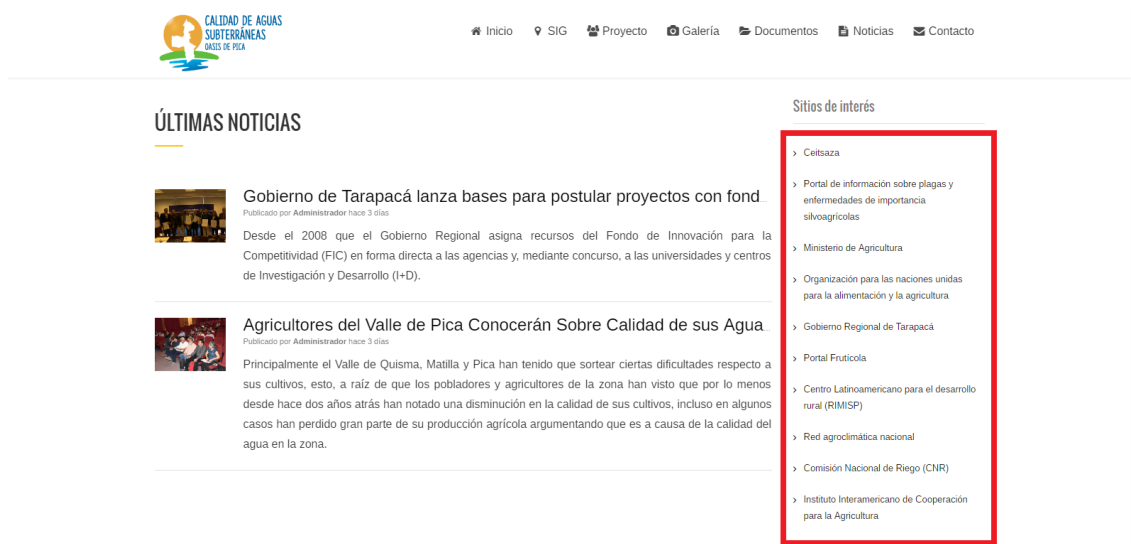 CALIDAD DE AGUAS
SUBTERRÁNEAS
OASIS DE PICA
Inicio
SIG
Proyecto
Galería
Documentos
Noticias
Contacto
ÚLTIMAS NOTICIAS
Gobierno de Tarapacá lanza bases para postular proyectos con fond...
Publicado por Administrador hace 3 días
Desde el 2008 que el Gobierno Regional asigna recursos del Fondo de Innovación para la
Competitividad (FIC) en forma directa a las agencias y, mediante concurso, a las universidades y centros
de Investigación y Desarrollo (I+D).
Agricultores del Valle de Pica Conocerán Sobre Calidad de sus Agua...
Publicado por Administrador hace 3 días
Principalmente el Valle de Quisma, Matilla y Pica han tenido que sortear ciertas dificultades respecto a
sus cultivos, esto, a raíz de que los pobladores y agricultores de la zona han visto que por lo menos
desde hace dos años atrás han notado una disminución en la calidad de sus cultivos, incluso en algunos
casos han perdido gran parte de su producción agrícola argumentando que es a causa de la calidad del
agua en la zona.
Sitios de interés
Ceitsaza
Portal de información sobre plagas y
enfermedades de importancia
silvoagrícolas
Ministerio de Agricultura
Organización para las naciones unidas
para la alimentación y la agricultura
Gobierno Regional de Tarapacá
Portal Frutícola
Centro Latinoamericano para el desarrollo
rural (RIMISP)
Red agroclimática nacional
Comisión Nacional de Riego (CNR)
Instituto Interamericano de Cooperación
para la Agricultura